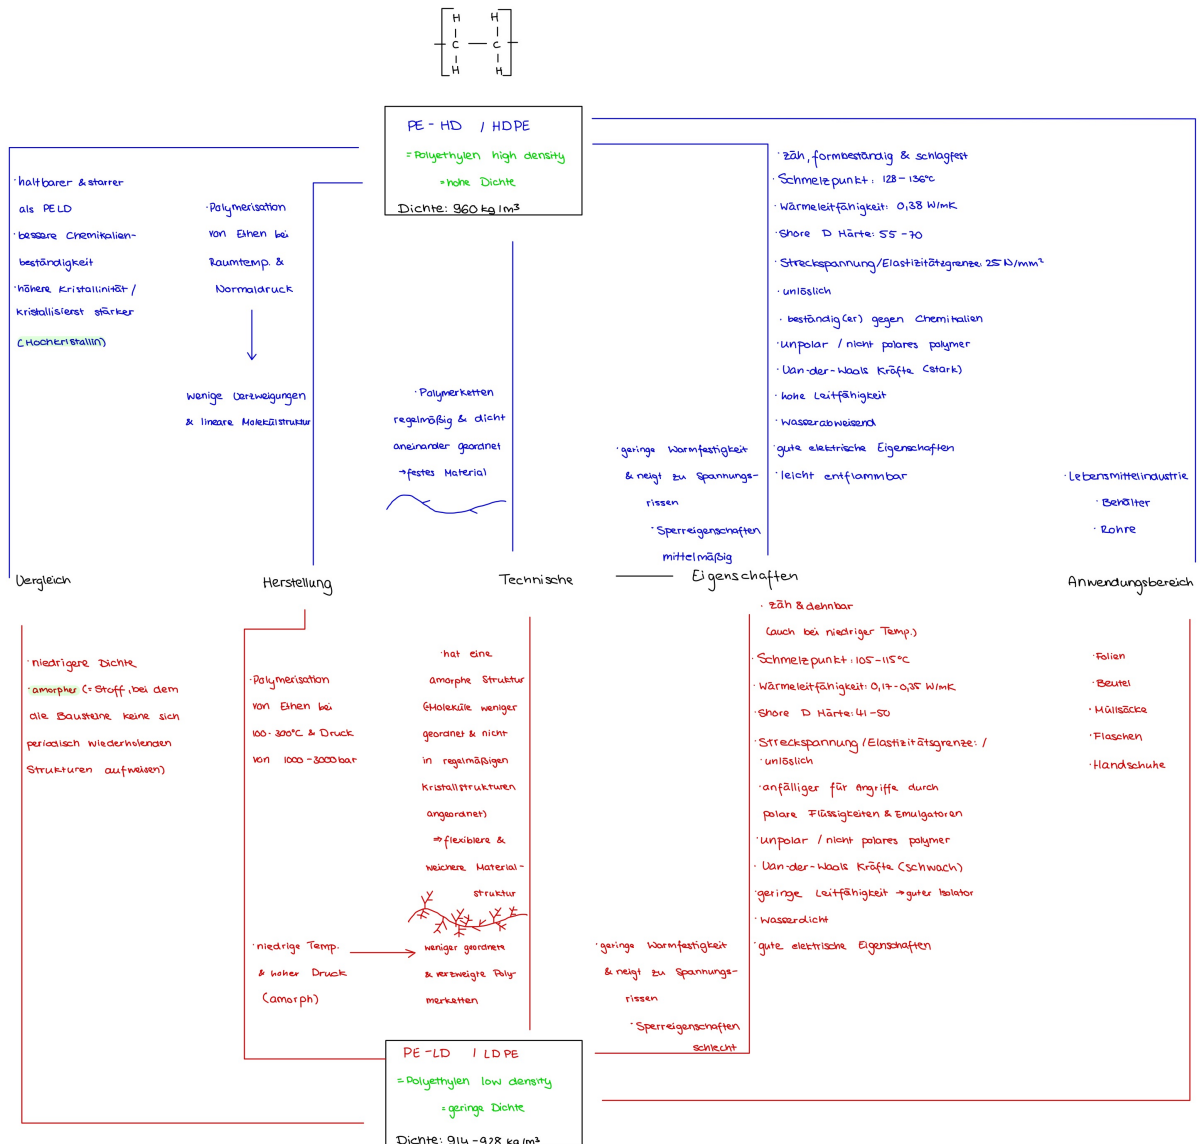 H H
C — C
H H
PE-HD / HDPE
=Polyethylen high density
=hohe Dichte
Dichte: 960 kg/m³
·haltbarer & starrer
als PELD
·bessere Chemikalien-
beständigkeit
·höhere Kristallinität/
kristallisierst stärker
(Hochkristallin)
·Polymerisation
von Ethen bei
Raumtemp. &
Normaldruck
wenige Verzweigungen
& lineare Molekülstruktur
·Polymerketten
regelmäßig & dicht
aneinander geordnet
→festes Material
·geringe Warmfestigkeit
& neigt zu Spannungs-
rissen
·Sperreigenschaften
mittelmäßig
·zäh, formbeständig & schlagfest
·Schmelzpunkt: 128-136°C
·Wärmeleitfähigkeit: 0,38 W/mK
·Shore D Härte: 55-70
·Streckspannung/Elastizitätsgrenze: 25 N/mm²
·unlöslich
·beständig(er) gegen Chemikalien
·unpolar / nicht polares polymer
·Van-der-Waals Kräfte (stark)
·hohe Leitfähigkeit
·wasserabweisend
·gute elektrische Eigenschaften
·leicht entflammbar
·Lebensmittelindustrie
·Behälter
·Rohre
Vergleich
Herstellung
Technische — Eigenschaften
Anwendungsbereich
·niedrigere Dichte
·amorpher (=Stoff, bei dem
die Bausteine keine sich
periodisch wiederholenden
Strukturen aufweisen)
·Polymerisation
von Ethen bei
100-300°C & Druck
von 1000-3000bar
·niedrige Temp. →
& hoher Druck
(amorph)
·hat eine
amorphe Struktur
(Moleküle weniger
geordnet & nicht
in regelmäßigen
Kristallstrukturen
angeordnet)
⇒flexiblere &
weichere Material-
struktur
weniger geordnete
& verzweigte Poly-
merketten
·geringe Warmfestigkeit
& neigt zu Spannungs-
rissen
·Sperreigenschaften
schlecht
·zäh & dehnbar
(auch bei niedriger Temp.)
·Schmelzpunkt: 105-115°C
·Wärmeleitfähigkeit: 0,17-0,35 W/mK
·Shore D Härte: 41-50
·Streckspannung/Elastizitätsgrenze: /
·unlöslich
·anfälliger für Angriffe durch
polare Flüssigkeiten & Emulgatoren
·unpolar / nicht polares polymer
·Van-der-Waals Kräfte (schwach)
·geringe Leitfähigkeit →guter Isolator
·wasserdicht
·gute elektrische Eigenschaften
·Folien
·Beutel
·Müllsäcke
·Flaschen
·Handschuhe
PE-LD / LDPE
=Polyethylen low density
=geringe Dichte
Dichte: 914-928 kg/m³